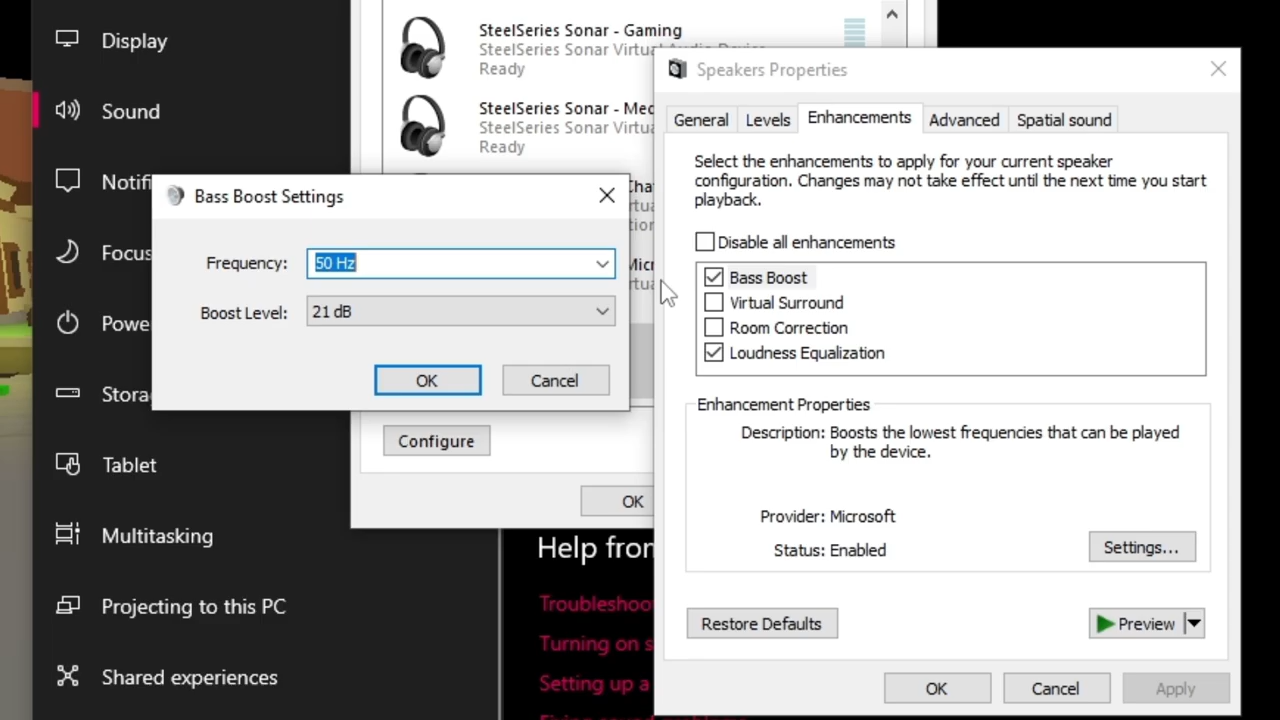 Display
Sound
Notifi
Focus
Powe
Stora
Tablet
Multitasking
Projecting to this PC
Shared experiences
SteelSeries Sonar - Gaming
SteelSeries Sonar Virtual Audio Device
Ready
SteelSeries Sonar - Med
SteelSeries Sonar Virtua
Ready
Configure
OK
Help from
Troubleshoo
Turning on s
Setting up a
Bass Boost Settings
Frequency:
50 Hz
Boost Level:
21 dB
OK
Cancel
Speakers Properties
General
Levels
Enhancements
Advanced
Spatial sound
Select the enhancements to apply for your current speaker
configuration. Changes may not take effect until the next time you start
playback.
Disable all enhancements
Bass Boost
Virtual Surround
Room Correction
Loudness Equalization
Enhancement Properties
Description: Boosts the lowest frequencies that can be played
by the device.
Provider: Microsoft
Status: Enabled
Settings...
Restore Defaults
Preview
OK
Cancel
Apply